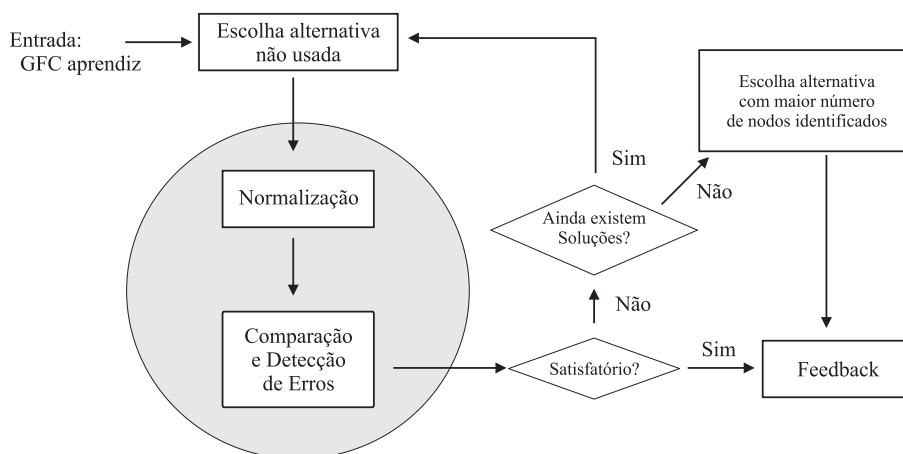 Entrada:
GFC aprendiz
Escolha alternativa
não usada
Escolha alternativa
com maior número
de nodos identificados
Normalização
Sim
Não
Ainda existem
Soluções?
Não
Comparação
e Detecção
de Erros
Satisfatório?
Sim
Feedback